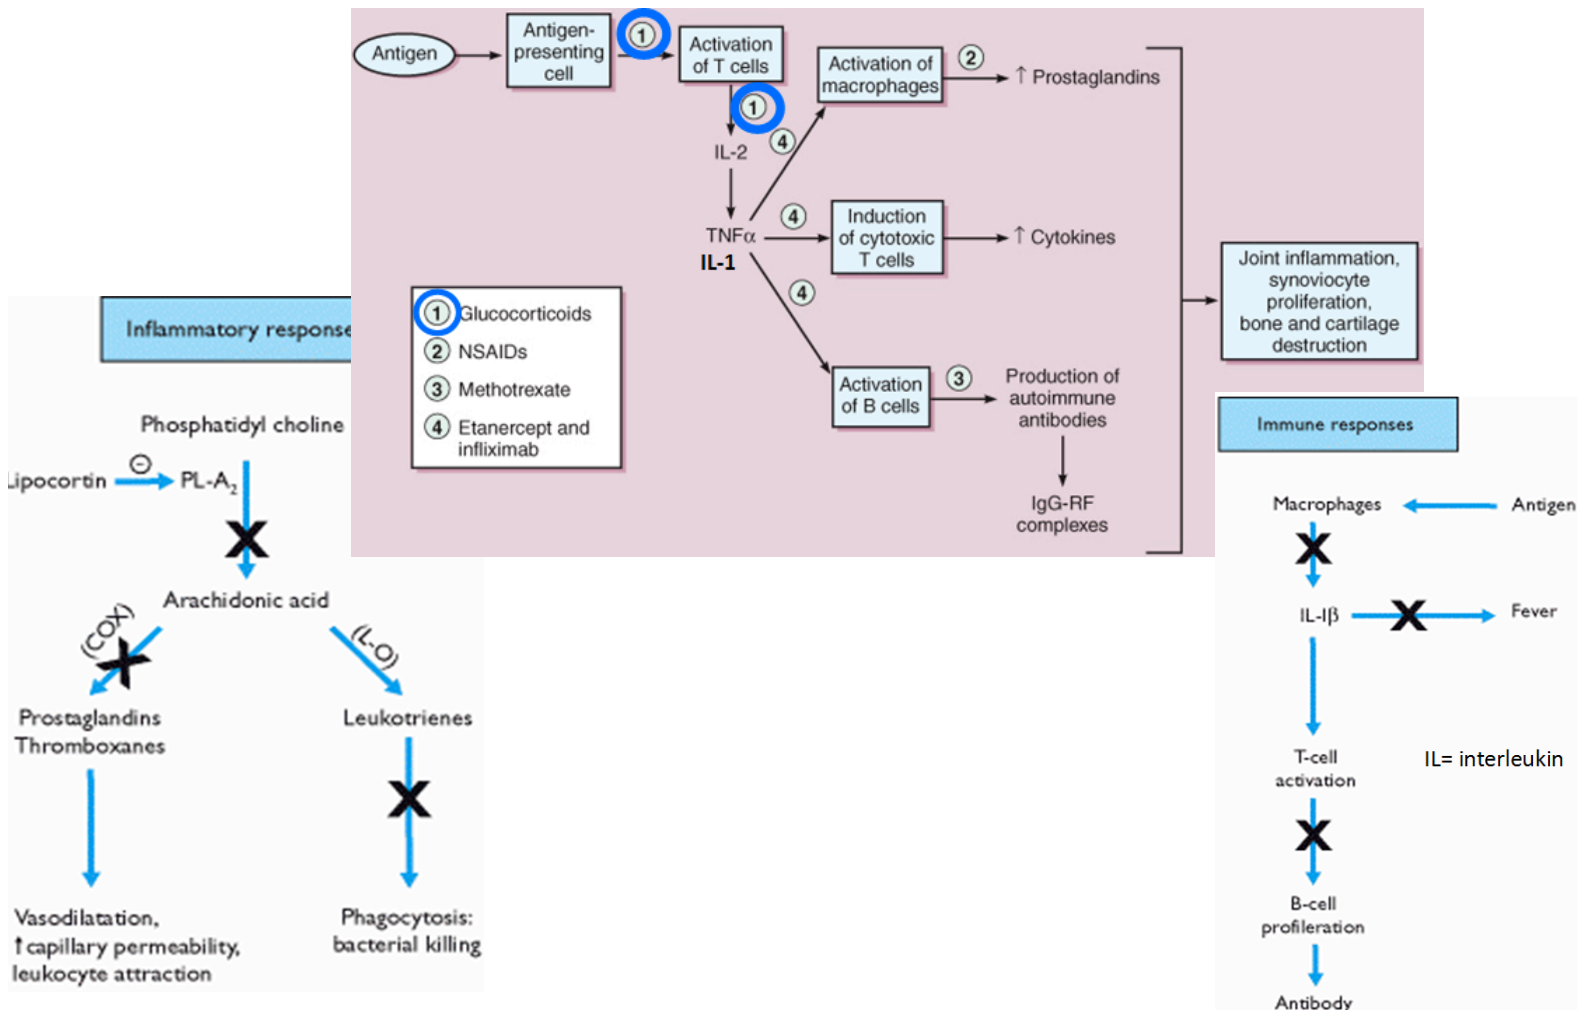 Antigen
Antigen-
presenting
cell
1
Activation
of T cells
1
IL-2
TNFα
IL-1
4
Activation of
macrophages
2
↑ Prostaglandins
4
Induction
of cytotoxic
T cells
↑ Cytokines
4
Activation
of B cells
3
Production of
autoimmune
antibodies
IgG-RF
complexes
Joint inflammation,
synoviocyte
proliferation,
bone and cartilage
destruction
1 Glucocorticoids
2 NSAIDs
3 Methotrexate
4 Etanercept and
infliximab
Inflammatory response
Phosphatidyl choline
Lipocortin
PL-A₂
Arachidonic acid
(COX)
(L-O)
Prostaglandins
Thromboxanes
Leukotrienes
Vasodilatation,
↑capillary permeability,
leukocyte attraction
Phagocytosis:
bacterial killing
Immune responses
Macrophages
Antigen
IL-Iβ
Fever
T-cell
activation
IL= interleukin
B-cell
profileration
Antibody